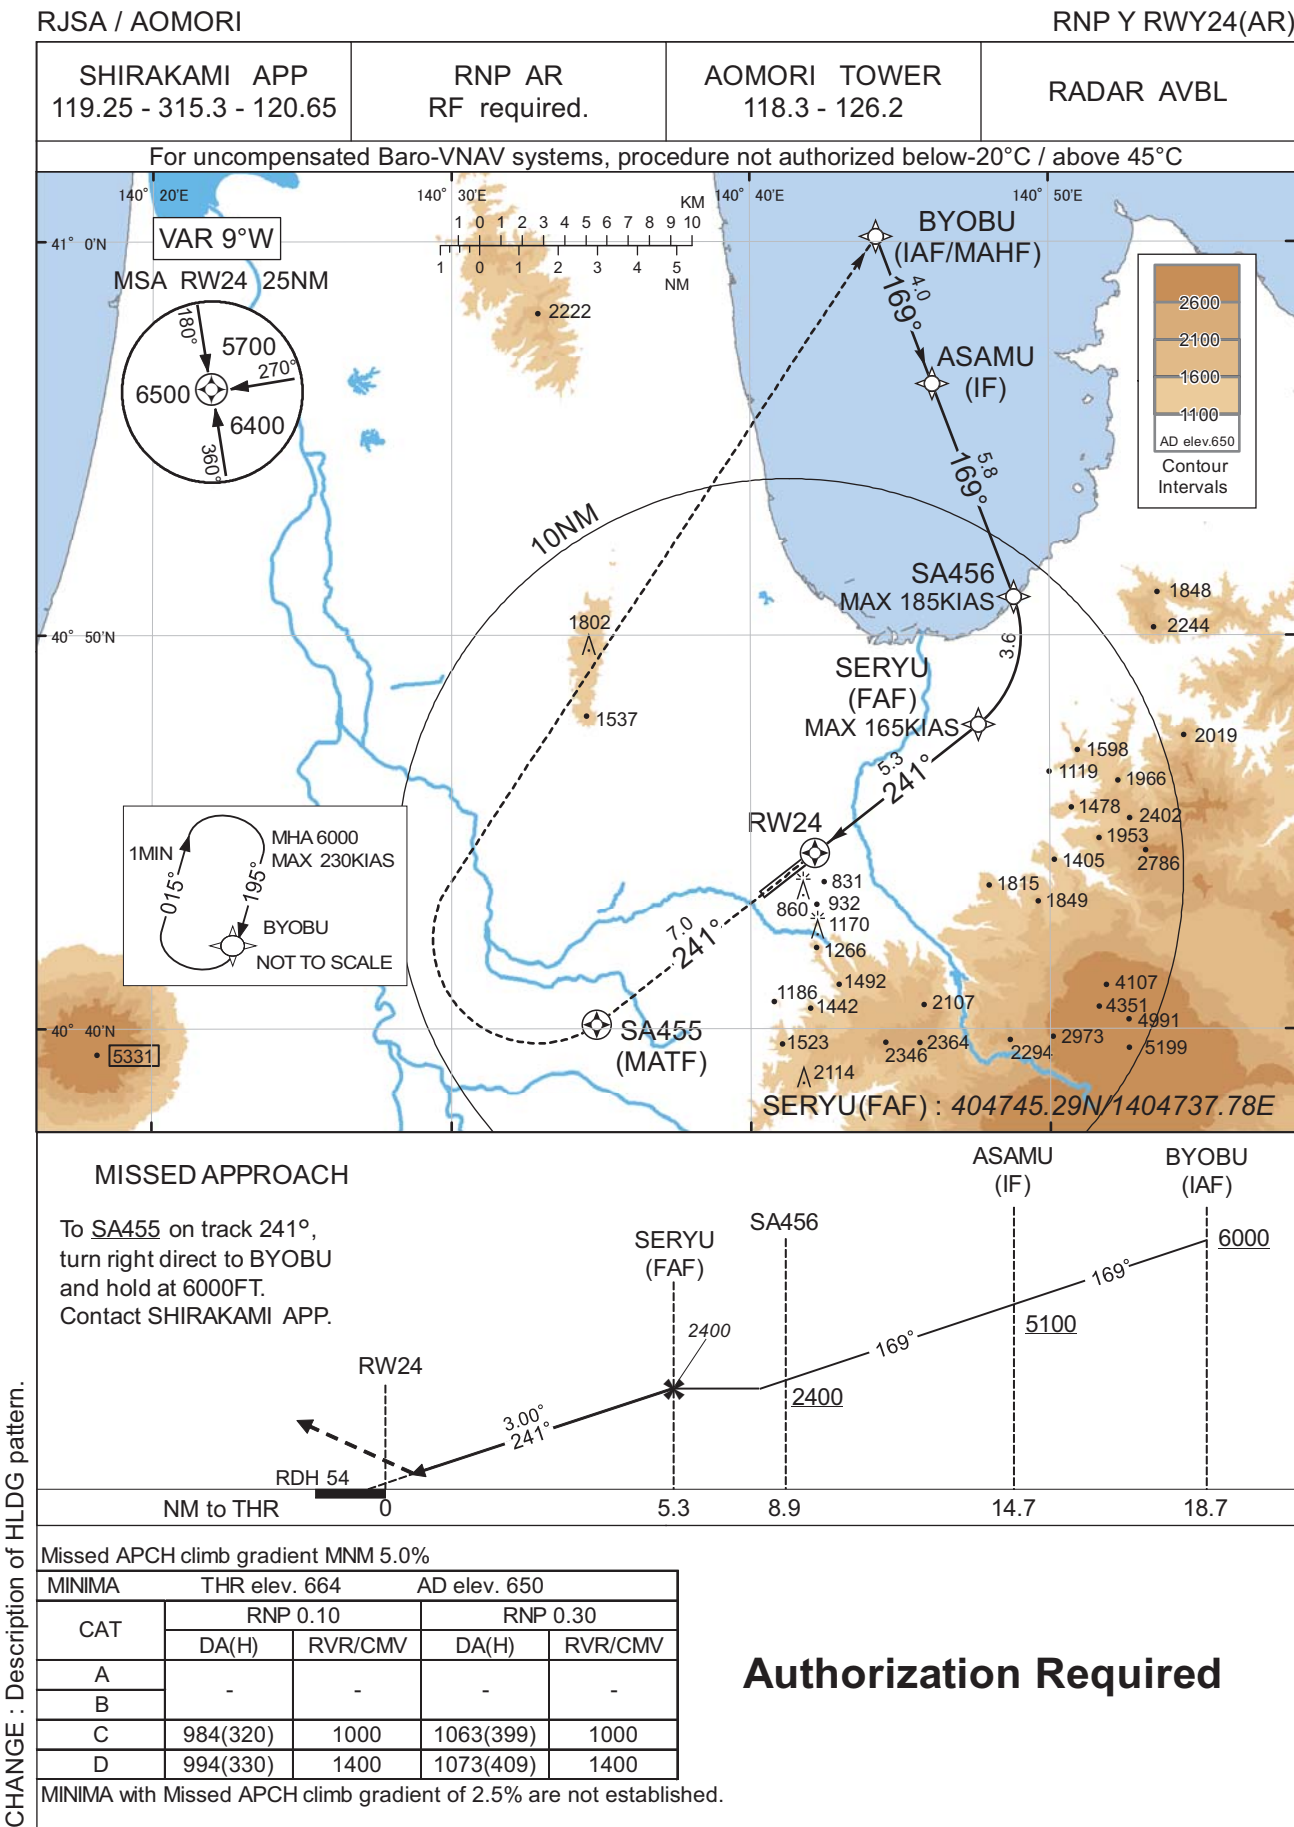 RJSA / AOMORI
RNP Y RWY24(AR)
SHIRAKAMI APP
119.25 - 315.3 - 120.65
RNP AR
RF required.
AOMORI TOWER
118.3 - 126.2
RADAR AVBL
For uncompensated Baro-VNAV systems, procedure not authorized below-20°C / above 45°C
140° 20'E
140° 30'E
140° 40'E
140° 50'E
41° 0'N
40° 50'N
40° 40'N
VAR 9°W
MSA RW24 25NM
180°
5700
270°
6500
6400
360°
KM
1 0 1 2 3 4 5 6 7 8 9 10
1 0 1 2 3 4 5
NM
2222
BYOBU
(IAF/MAHF)
4.0
169°
ASAMU
(IF)
5.8
169°
2600
2100
1600
1100
AD elev.650
Contour
Intervals
10NM
SA456
MAX 185KIAS
3.6
1848
2244
1802
1537
SERYU
(FAF)
MAX 165KIAS
5.3
241°
2019
1598
1119
1966
1478
2402
1953
2786
1405
1815
1849
RW24
831
860
932
1170
1266
7.0
241°
1MIN
015°
195°
MHA 6000
MAX 230KIAS
BYOBU
NOT TO SCALE
5331
SA455
(MATF)
1492
1186
1442
2107
1523
2346
2364
2114
2294
2973
4107
4351
4991
5199
SERYU(FAF) : 404745.29N/1404737.78E
MISSED APPROACH
To SA455 on track 241°,
turn right direct to BYOBU
and hold at 6000FT.
Contact SHIRAKAMI APP.
RW24
RDH 54
3.00°
241°
SERYU
(FAF)
2400
SA456
2400
169°
ASAMU
(IF)
5100
169°
BYOBU
(IAF)
6000
NM to THR 0 5.3 8.9 14.7 18.7
Missed APCH climb gradient MNM 5.0%
MINIMA THR elev. 664 AD elev. 650
CAT RNP 0.10 RNP 0.30
DA(H) RVR/CMV DA(H) RVR/CMV
A
B
- - - -
C 984(320) 1000 1063(399) 1000
D 994(330) 1400 1073(409) 1400
MINIMA with Missed APCH climb gradient of 2.5% are not established.
Authorization Required
CHANGE : Description of HLDG pattern.